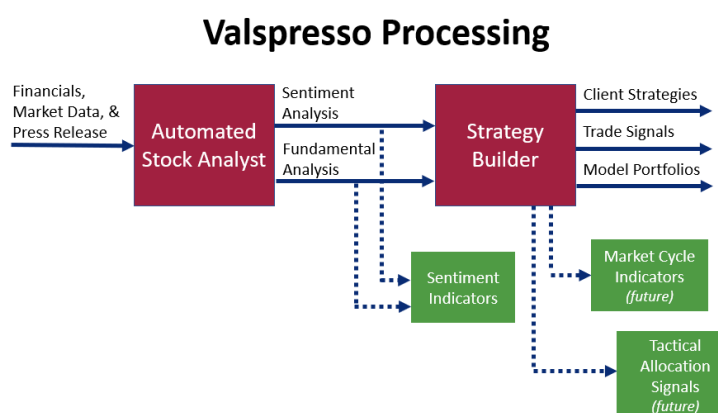 Valspresso Processing
Financials,
Market Data, &
Press Release
Automated
Stock Analyst
Sentiment
Analysis
Fundamental
Analysis
Strategy
Builder
Client Strategies
Trade Signals
Model Portfolios
Sentiment
Indicators
Market Cycle
Indicators
(future)
Tactical
Allocation
Signals
(future)